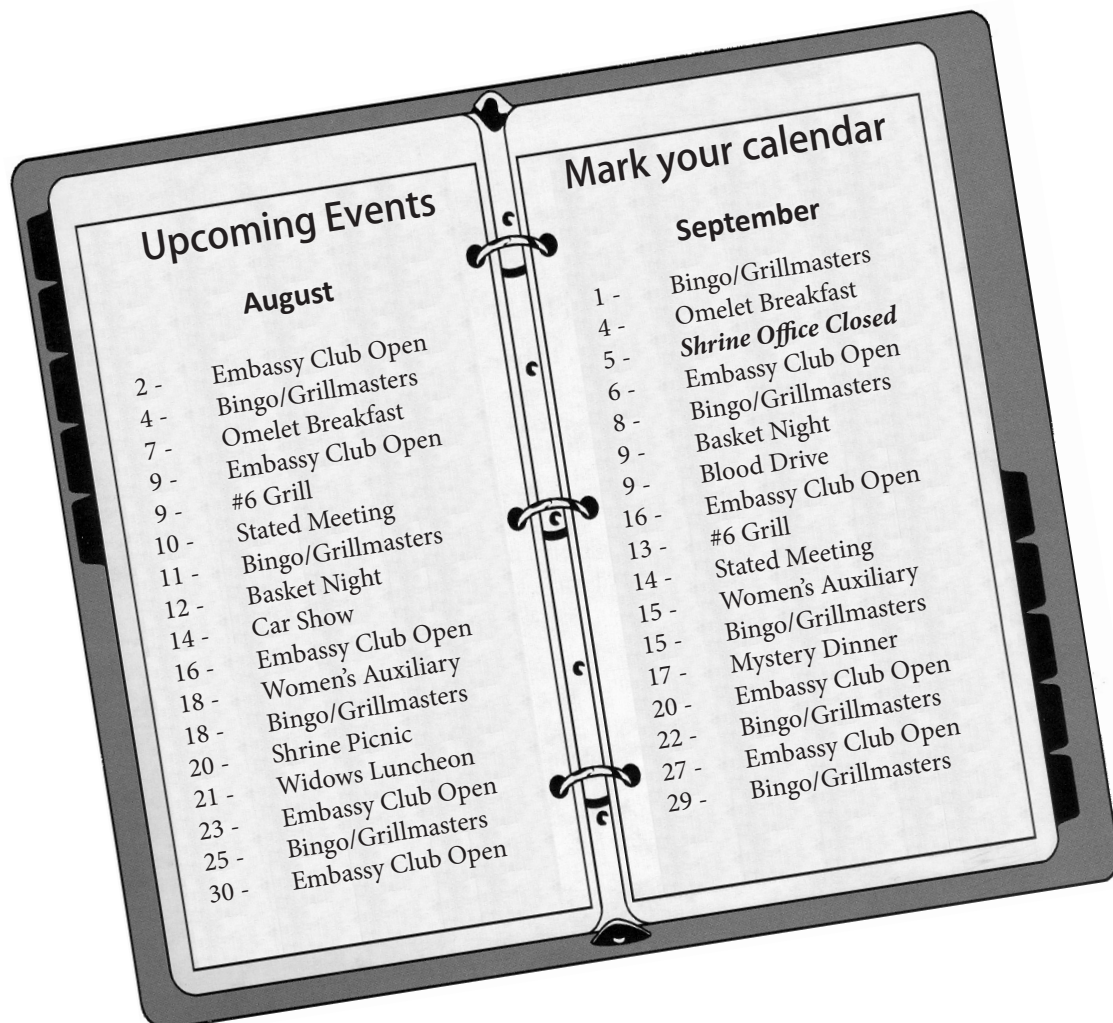 Upcoming Events
August
2 - Embassy Club Open
4 - Bingo/Grillmasters
7 - Omelet Breakfast
9 - Embassy Club Open
9 - #6 Grill
10 - Stated Meeting
11 - Bingo/Grillmasters
12 - Basket Night
14 - Car Show
16 - Embassy Club Open
18 - Women's Auxiliary
18 - Bingo/Grillmasters
20 - Shrine Picnic
21 - Widows Luncheon
23 - Embassy Club Open
25 - Bingo/Grillmasters
30 - Embassy Club Open
Mark your calendar
September
1 - Bingo/Grillmasters
4 - Omelet Breakfast
5 - Shrine Office Closed
6 - Embassy Club Open
8 - Bingo/Grillmasters
9 - Basket Night
9 - Blood Drive
16 - Embassy Club Open
13 - #6 Grill
14 - Stated Meeting
15 - Women's Auxiliary
15 - Bingo/Grillmasters
17 - Mystery Dinner
20 - Embassy Club Open
22 - Bingo/Grillmasters
27 - Embassy Club Open
29 - Bingo/Grillmasters